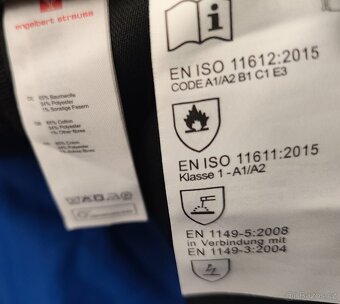 engelbert strauss
65% Baumwolle
34% Polyester
1% Sonstige Fasern
65% Cotton
34% Polyester
1% Other fibres
34% Polyester
EN ISO 11612:2015
CODE A1/A2 B1 C1 E3
EN ISO 11611:2015
Klasse 1 - A1/A2
EN 1149-5:2008
in Verbindung mit
EN 1149-3:2004